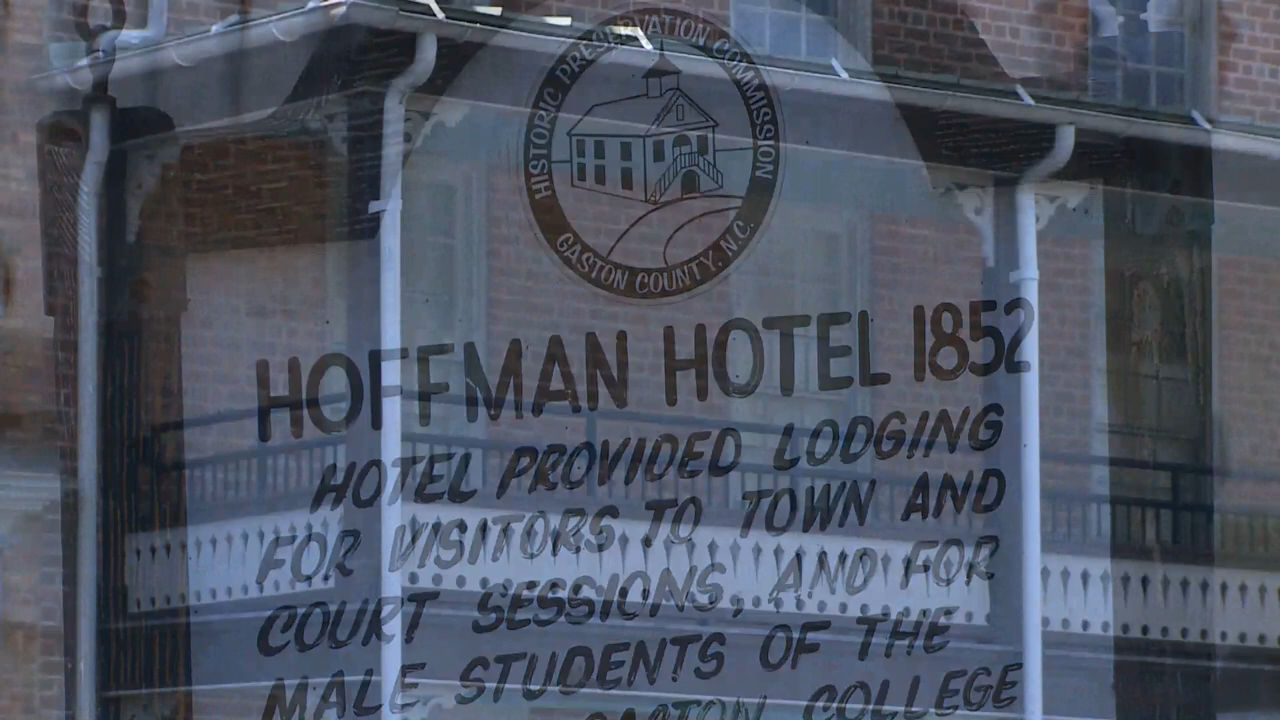 HISTORIC PRESERVATION COMMISSION
GASTON COUNTY, N.C.
HOFFMAN HOTEL 1852
HOTEL PROVIDED LODGING
FOR VISITORS TO TOWN AND
COURT SESSIONS, AND FOR
MALE STUDENTS OF THE
GASTON COLLEGE